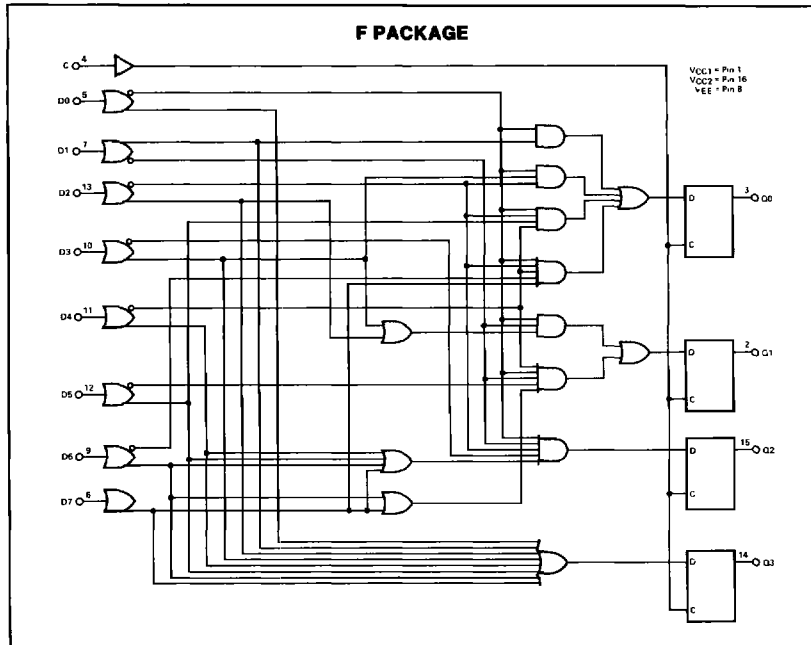 F PACKAGE
VCC1 = Pin 1
VCC2 = Pin 16
VEE = Pin 8
C 4
D0 5
D1 7
D2 13
D3 10
D4 11
D5 12
D6 9
D7 6
D
C
3 Q0
D
C
2 Q1
D
C
15 Q2
D
C
14 Q3